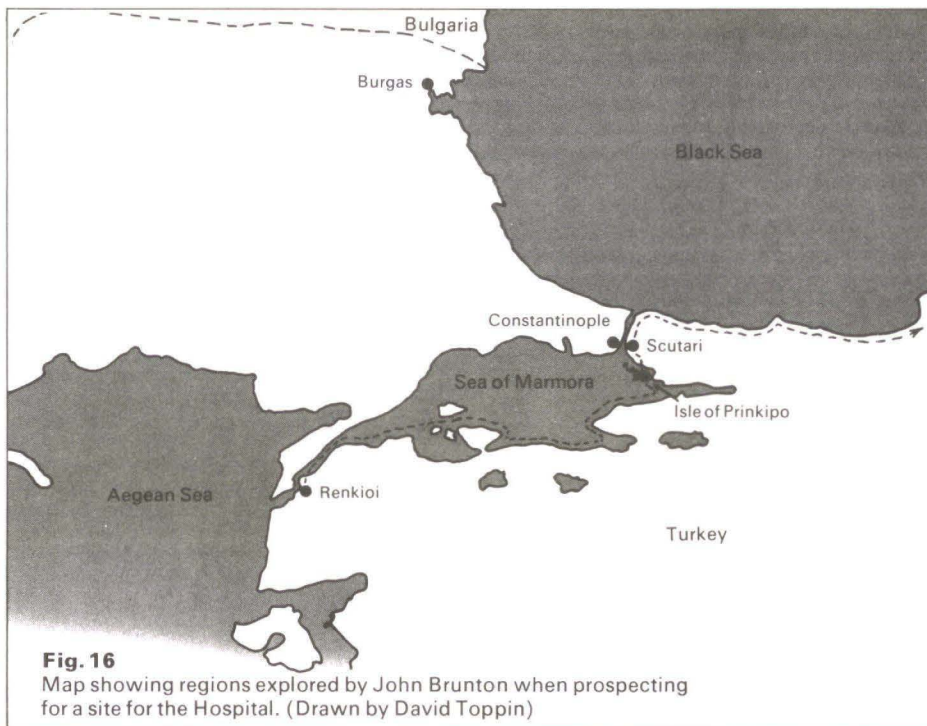 Bulgaria
Burgas
Black Sea
Constantinople
Scutari
Sea of Marmora
Isle of Prinkipo
Aegean Sea
Renkioi
Turkey
Fig. 16
Map showing regions explored by John Brunton when prospecting
for a site for the Hospital. (Drawn by David Toppin)